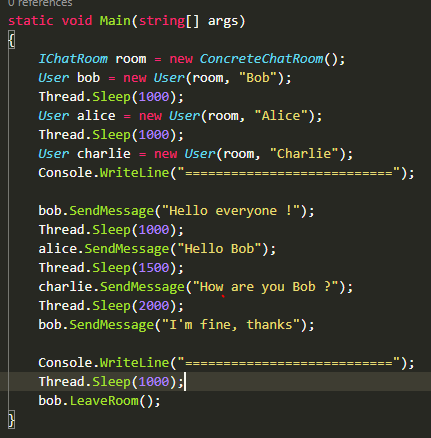 0 references
static void Main(string[] args)
{
IChatRoom room = new ConcreteChatRoom();
User bob = new User(room, "Bob");
Thread.Sleep(1000);
User alice = new User(room, "Alice");
Thread.Sleep(1000);
User charlie = new User(room, "Charlie");
Console.WriteLine("===========================");
bob.SendMessage("Hello everyone !");
Thread.Sleep(1000);
alice.SendMessage("Hello Bob");
Thread.Sleep(1500);
charlie.SendMessage("How are you Bob ?");
Thread.Sleep(2000);
bob.SendMessage("I'm fine, thanks");
Console.WriteLine("===========================");
Thread.Sleep(1000);
bob.LeaveRoom();
}